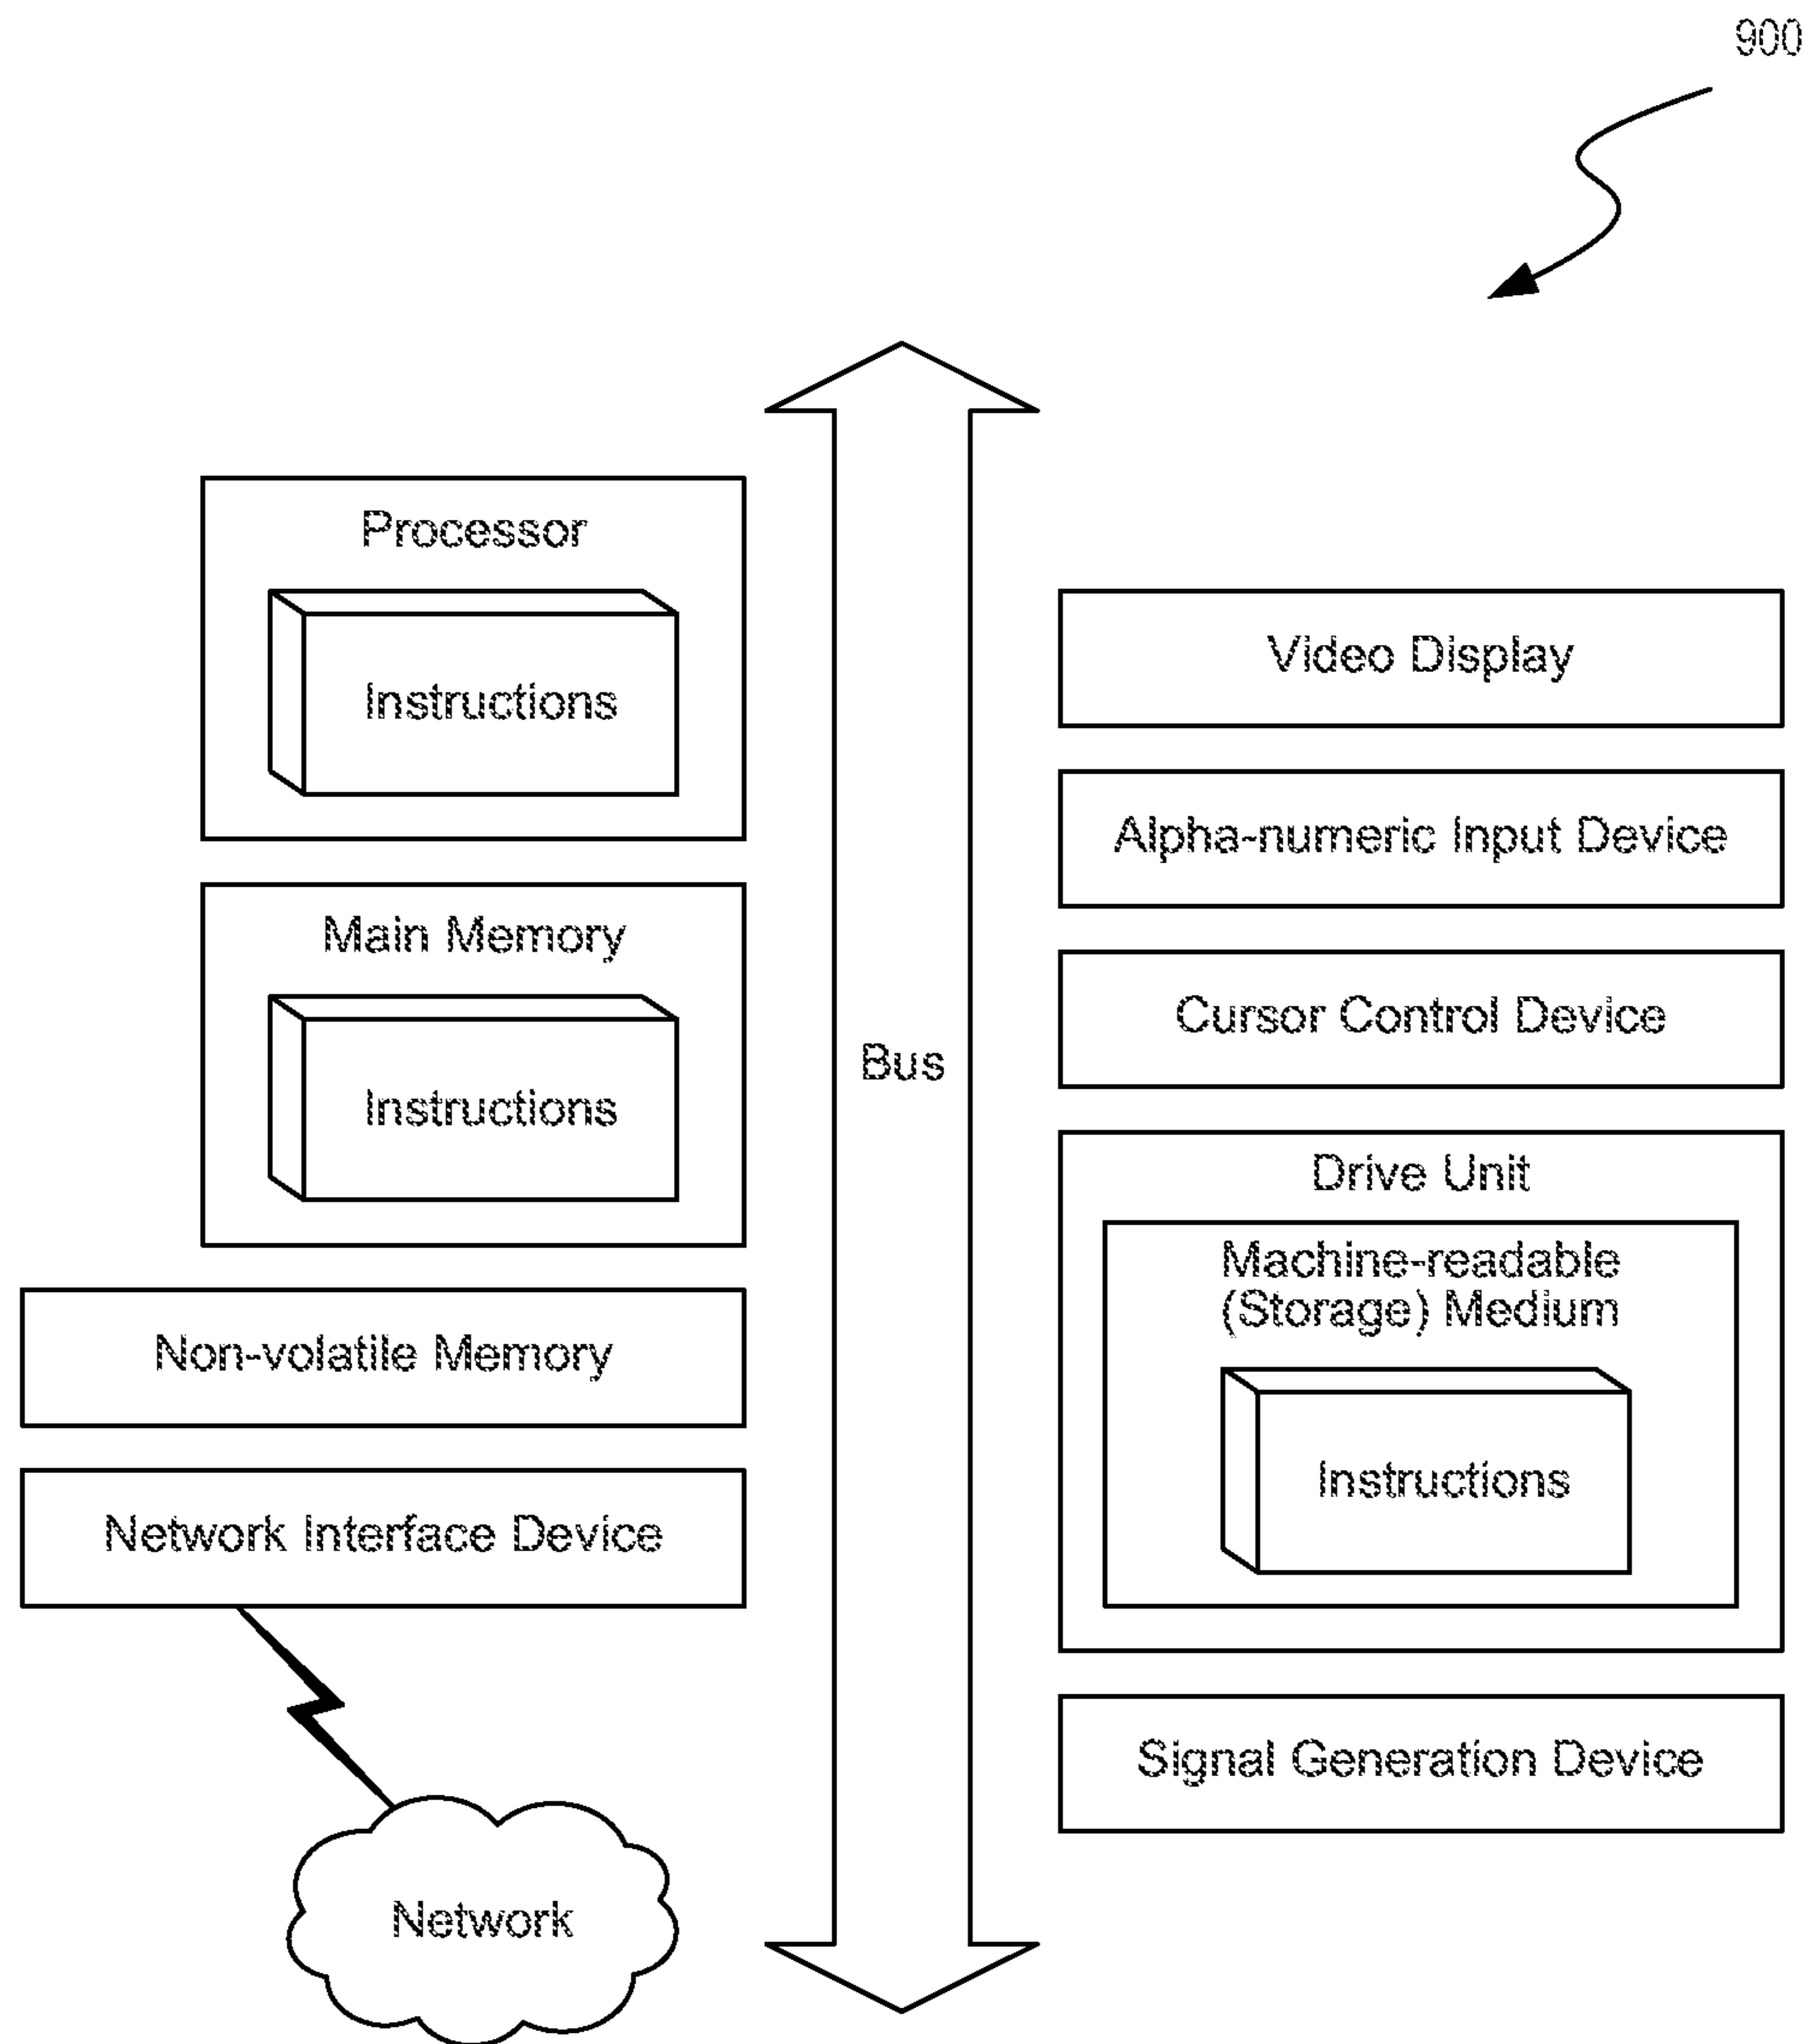 900
Processor
Instructions
Main Memory
Instructions
Non-volatile Memory
Network Interface Device
Network
Bus
Video Display
Alpha-numeric Input Device
Cursor Control Device
Drive Unit
Machine-readable
(Storage) Medium
Instructions
Signal Generation Device